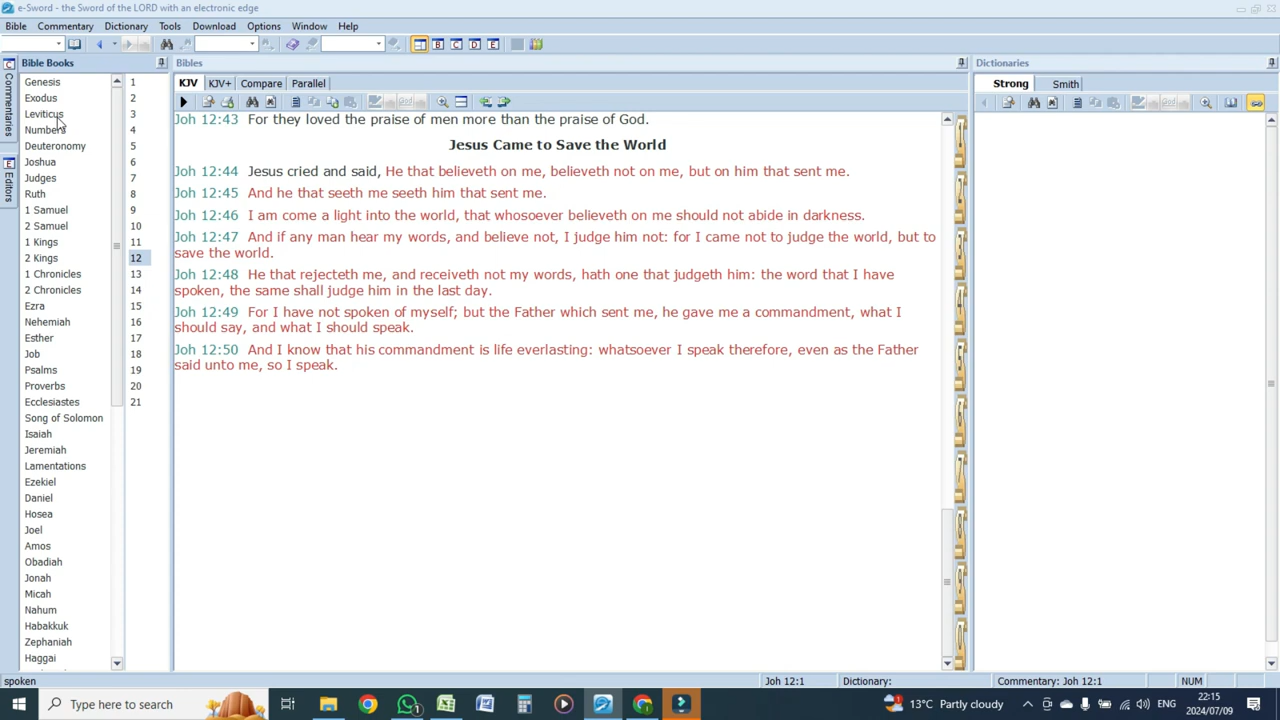 e-Sword - the Sword of the LORD with an electronic edge
Bible Commentary Dictionary Tools Download Options Window Help
Bible Books
Bibles
Dictionaries
KJV KJV+ Compare Parallel
Strong Smith
Commentaries
Editors
B C D E
Genesis 1
Exodus 2
Leviticus 3
Numbers 4
Deuteronomy 5
Joshua 6
Judges 7
Ruth 8
1 Samuel 9
2 Samuel 10
1 Kings 11
2 Kings 12
1 Chronicles 13
2 Chronicles 14
Ezra 15
Nehemiah 16
Esther 17
Job 18
Psalms 19
Proverbs 20
Ecclesiastes 21
Song of Solomon
Isaiah
Jeremiah
Lamentations
Ezekiel
Daniel
Hosea
Joel
Amos
Obadiah
Jonah
Micah
Nahum
Habakkuk
Zephaniah
Haggai
Joh 12:43 For they loved the praise of men more than the praise of God.
Jesus Came to Save the World
Joh 12:44 Jesus cried and said, He that believeth on me, believeth not on me, but on him that sent me.
Joh 12:45 And he that seeth me seeth him that sent me.
Joh 12:46 I am come a light into the world, that whosoever believeth on me should not abide in darkness.
Joh 12:47 And if any man hear my words, and believe not, I judge him not: for I came not to judge the world, but to
save the world.
Joh 12:48 He that rejecteth me, and receiveth not my words, hath one that judgeth him: the word that I have
spoken, the same shall judge him in the last day.
Joh 12:49 For I have not spoken of myself; but the Father which sent me, he gave me a commandment, what I
should say, and what I should speak.
Joh 12:50 And I know that his commandment is life everlasting: whatsoever I speak therefore, even as the Father
said unto me, so I speak.
spoken
Joh 12:1 Dictionary: Commentary: Joh 12:1 NUM
Type here to search
13°C Partly cloudy
ENG
22:15
2024/07/09